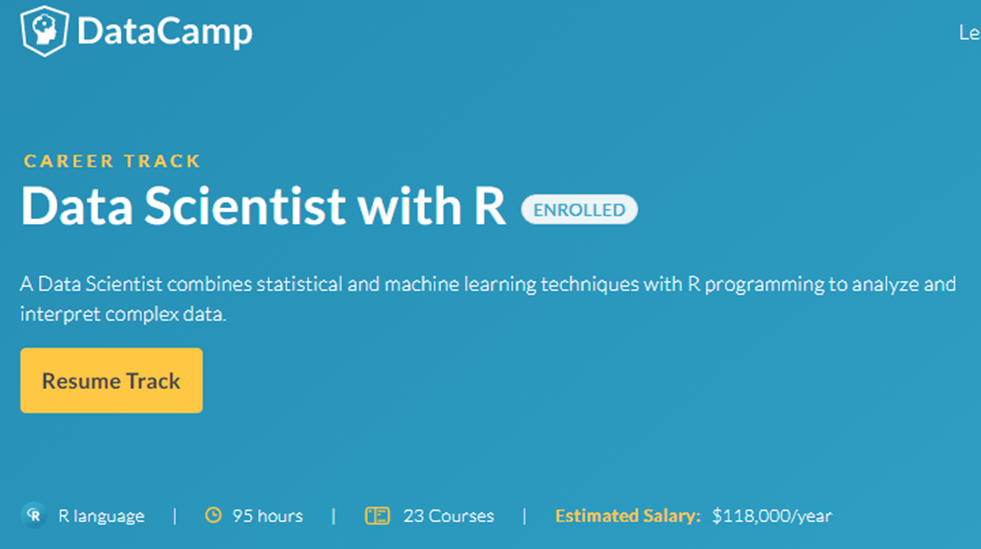 DataCamp
Le
CAREER TRACK
Data Scientist with R ENROLLED
A Data Scientist combines statistical and machine learning techniques with R programming to analyze and
interpret complex data.
Resume Track
R R language | 95 hours | 23 Courses | Estimated Salary: $118,000/year